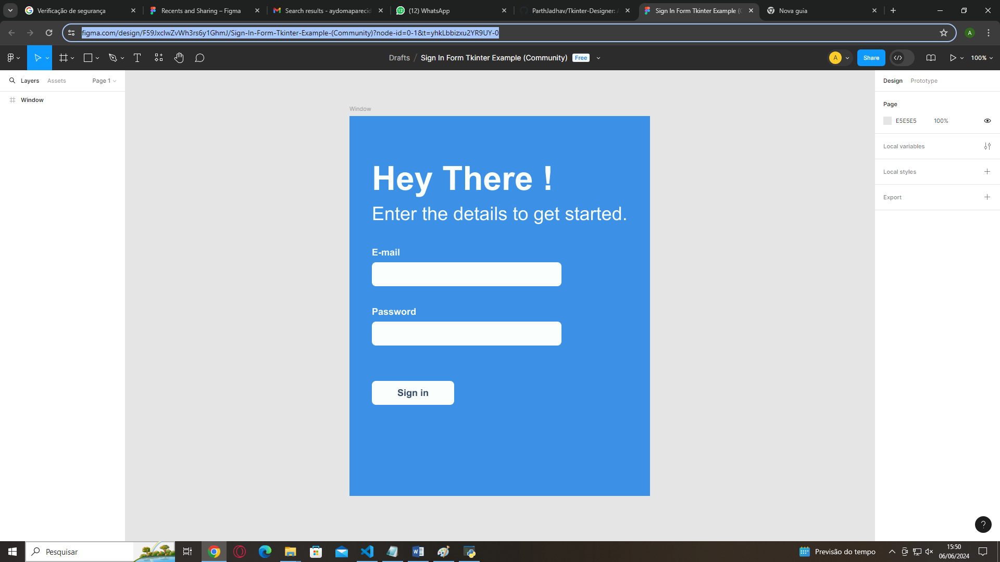 Verificação de segurança
Recents and Sharing – Figma
Search results - aydomaparecid
(12) WhatsApp
ParthJadhav/Tkinter-Designer: A
Sign In Form Tkinter Example (C
Nova guia
figma.com/design/F59JxclwZvWh3rs6y1GhmJ/Sign-In-Form-Tkinter-Example-(Community)?node-id=0-1&t=yhkLbbizxu2YR9UY-0
A
Drafts / Sign In Form Tkinter Example (Community) Free
A
Share
100%
Layers
Assets
Page 1
Design
Prototype
Window
Page
E5E5E5 100%
Local variables
Local styles
Export
Window
Hey There !
Enter the details to get started.
E-mail
Password
Sign in
?
Pesquisar
Previsão do tempo
15:50
06/06/2024